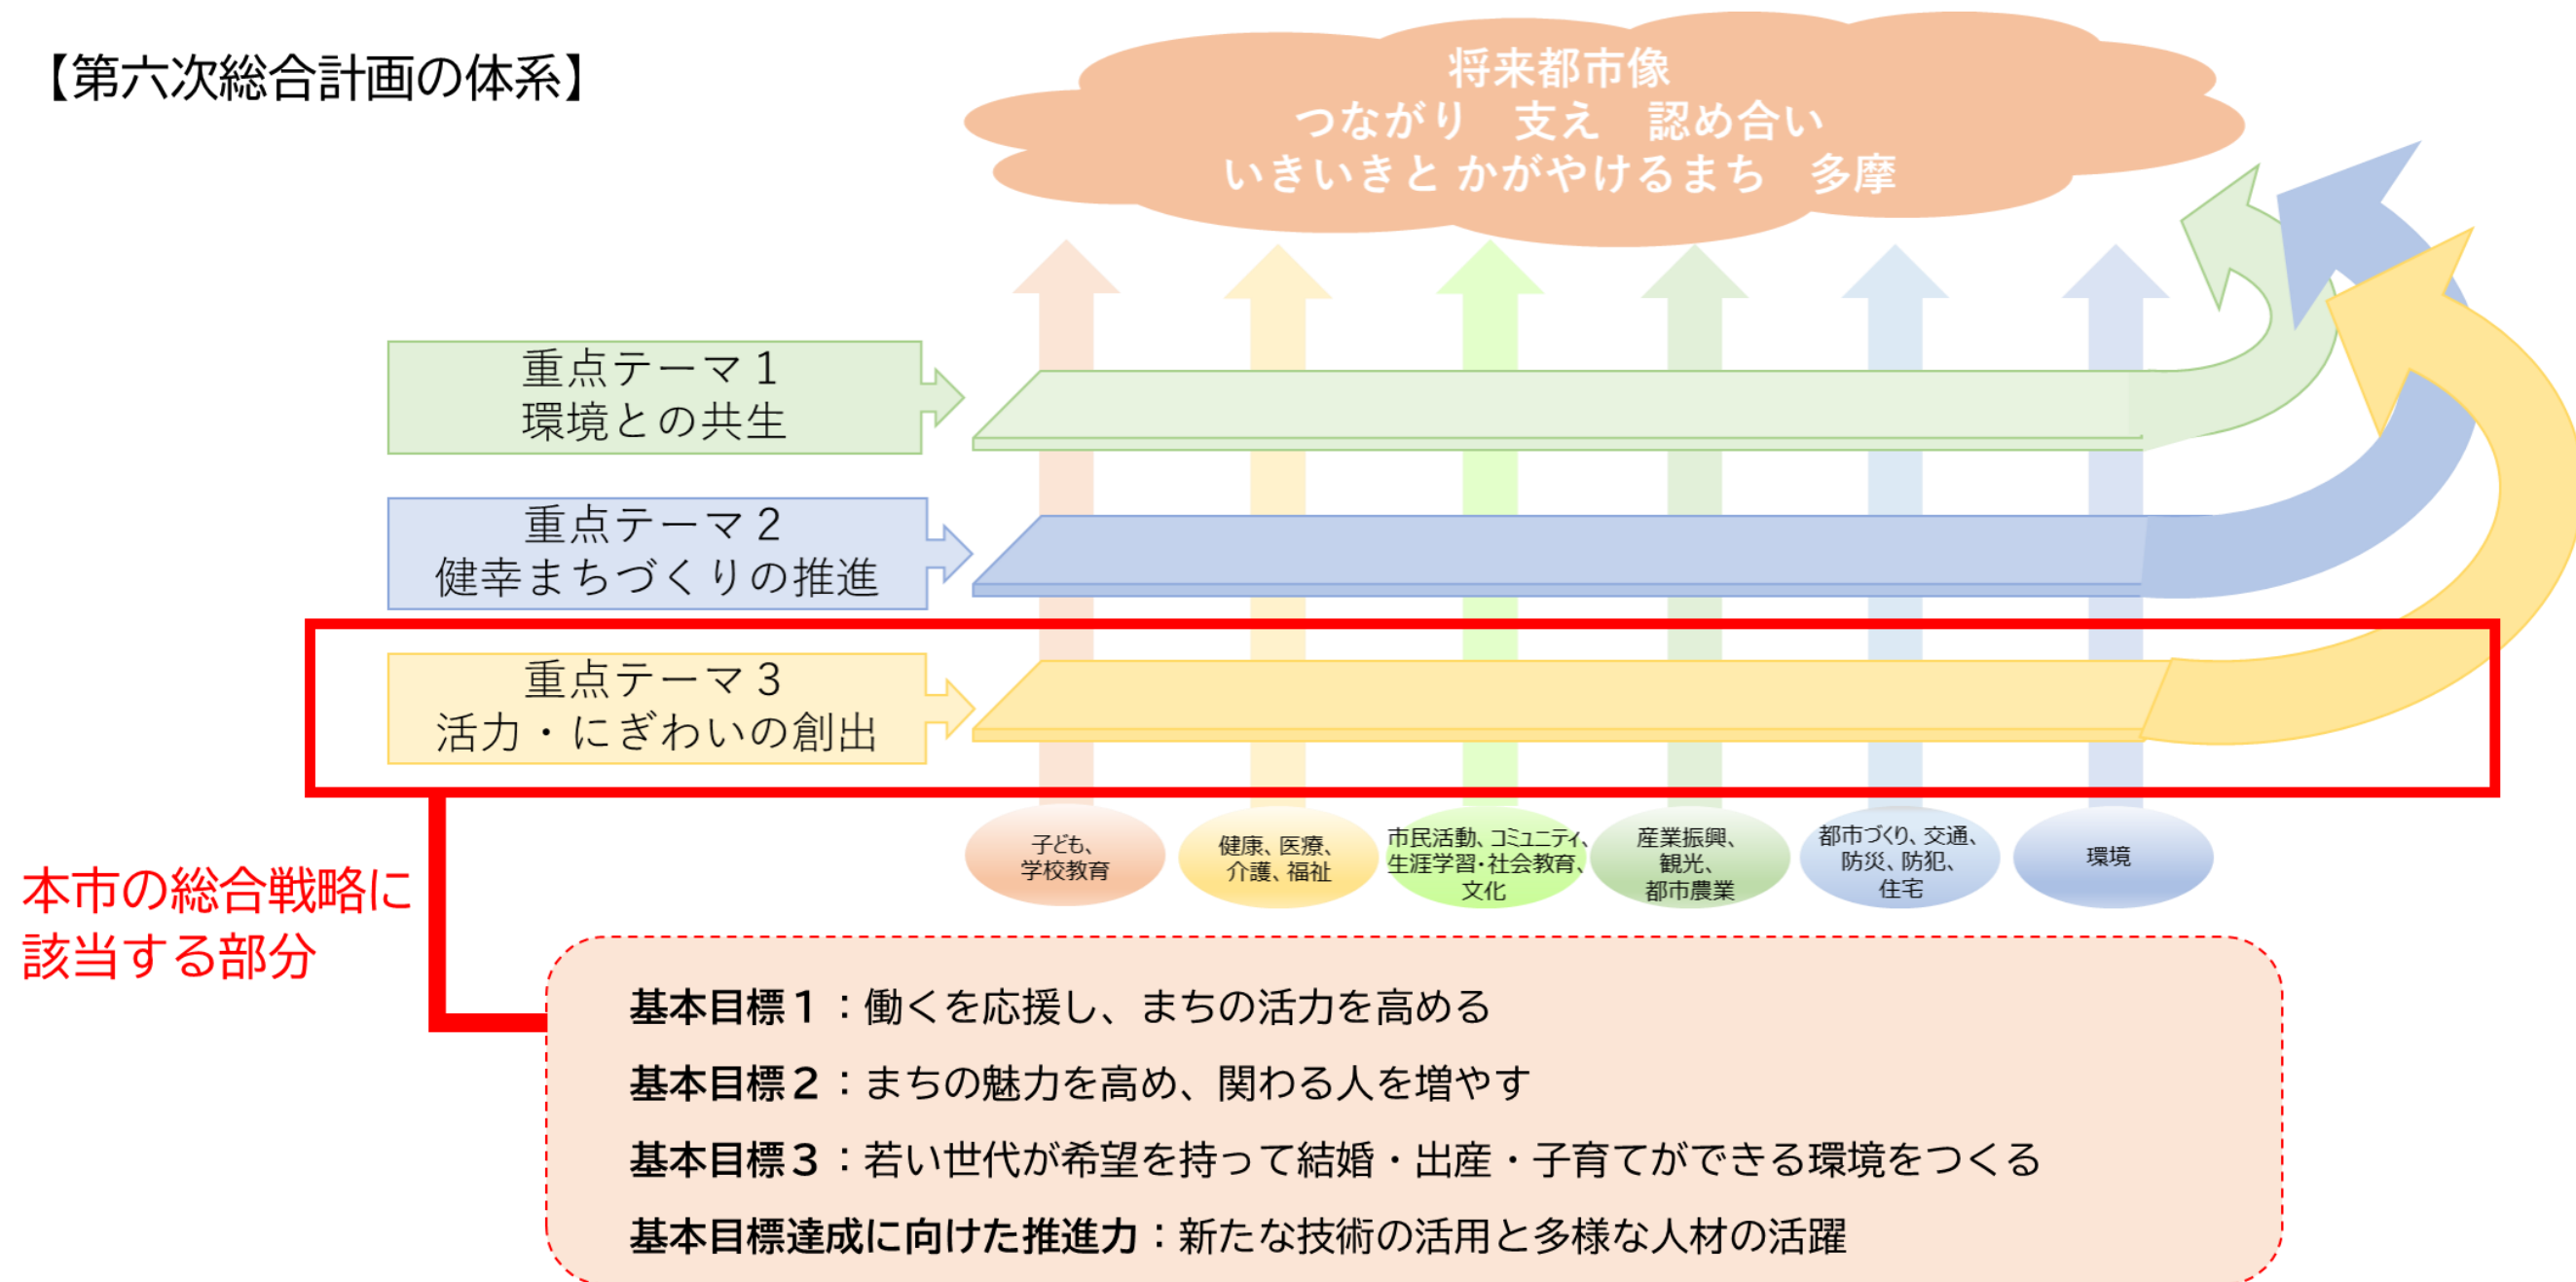 【第六次総合計画の体系】
将来都市像
つながり　支え　認め合い
いきいきと かがやけるまち　多摩
重点テーマ１
環境との共生
重点テーマ２
健幸まちづくりの推進
重点テーマ３
活力・にぎわいの創出
子ども、
学校教育
健康、医療、
介護、福祉
市民活動、コミュニティ、
生涯学習・社会教育、
文化
産業振興、
観光、
都市農業
都市づくり、交通、
防災、防犯、
住宅
環境
本市の総合戦略に
該当する部分
基本目標１：働くを応援し、まちの活力を高める
基本目標２：まちの魅力を高め、関わる人を増やす
基本目標３：若い世代が希望を持って結婚・出産・子育てができる環境をつくる
基本目標達成に向けた推進力：新たな技術の活用と多様な人材の活躍